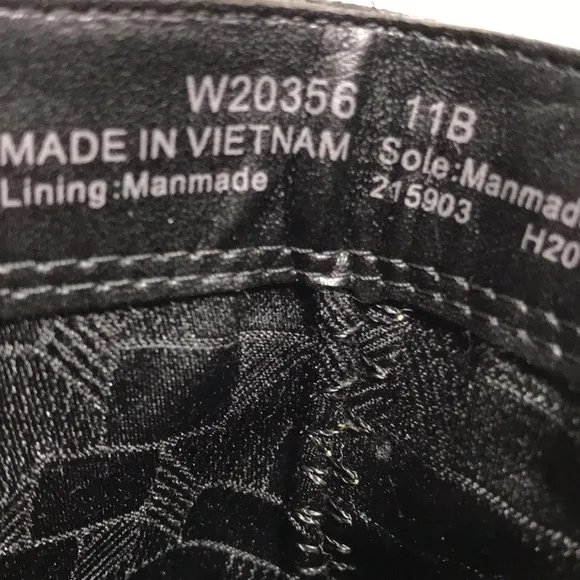 W20356 11B
MADE IN VIETNAM Sole:Manmad
Lining:Manmade 215903
H20